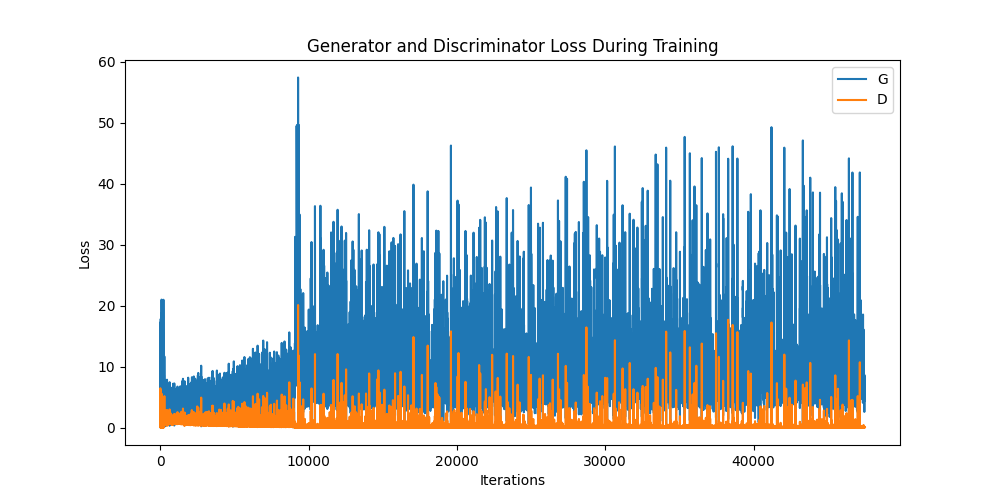 Generator and Discriminator Loss During Training
60
50
40
30
20
10
0
Loss
G
D
0 10000 20000 30000 40000
Iterations